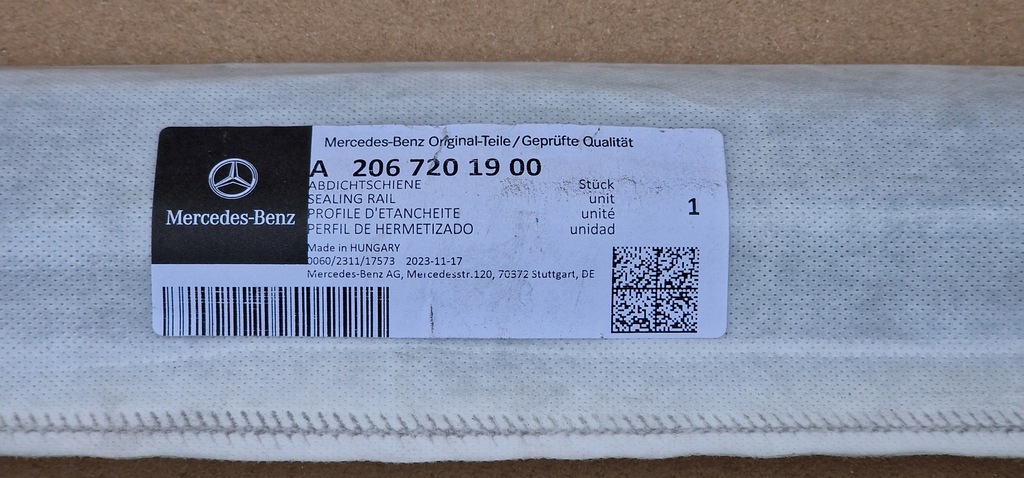 Mercedes-Benz Original-Teile/Geprüfte Qualität
A 206 720 19 00
ABDICHTSCHIENE Stück
SEALING RAIL unit
PROFILE D'ETANCHEITE unité
PERFIL DE HERMETIZADO unidad
1
Mercedes-Benz
Made in HUNGARY
0060/2311/17573 2023-11-17
Mercedes-Benz AG, Mercedesstr.120, 70372 Stuttgart, DE